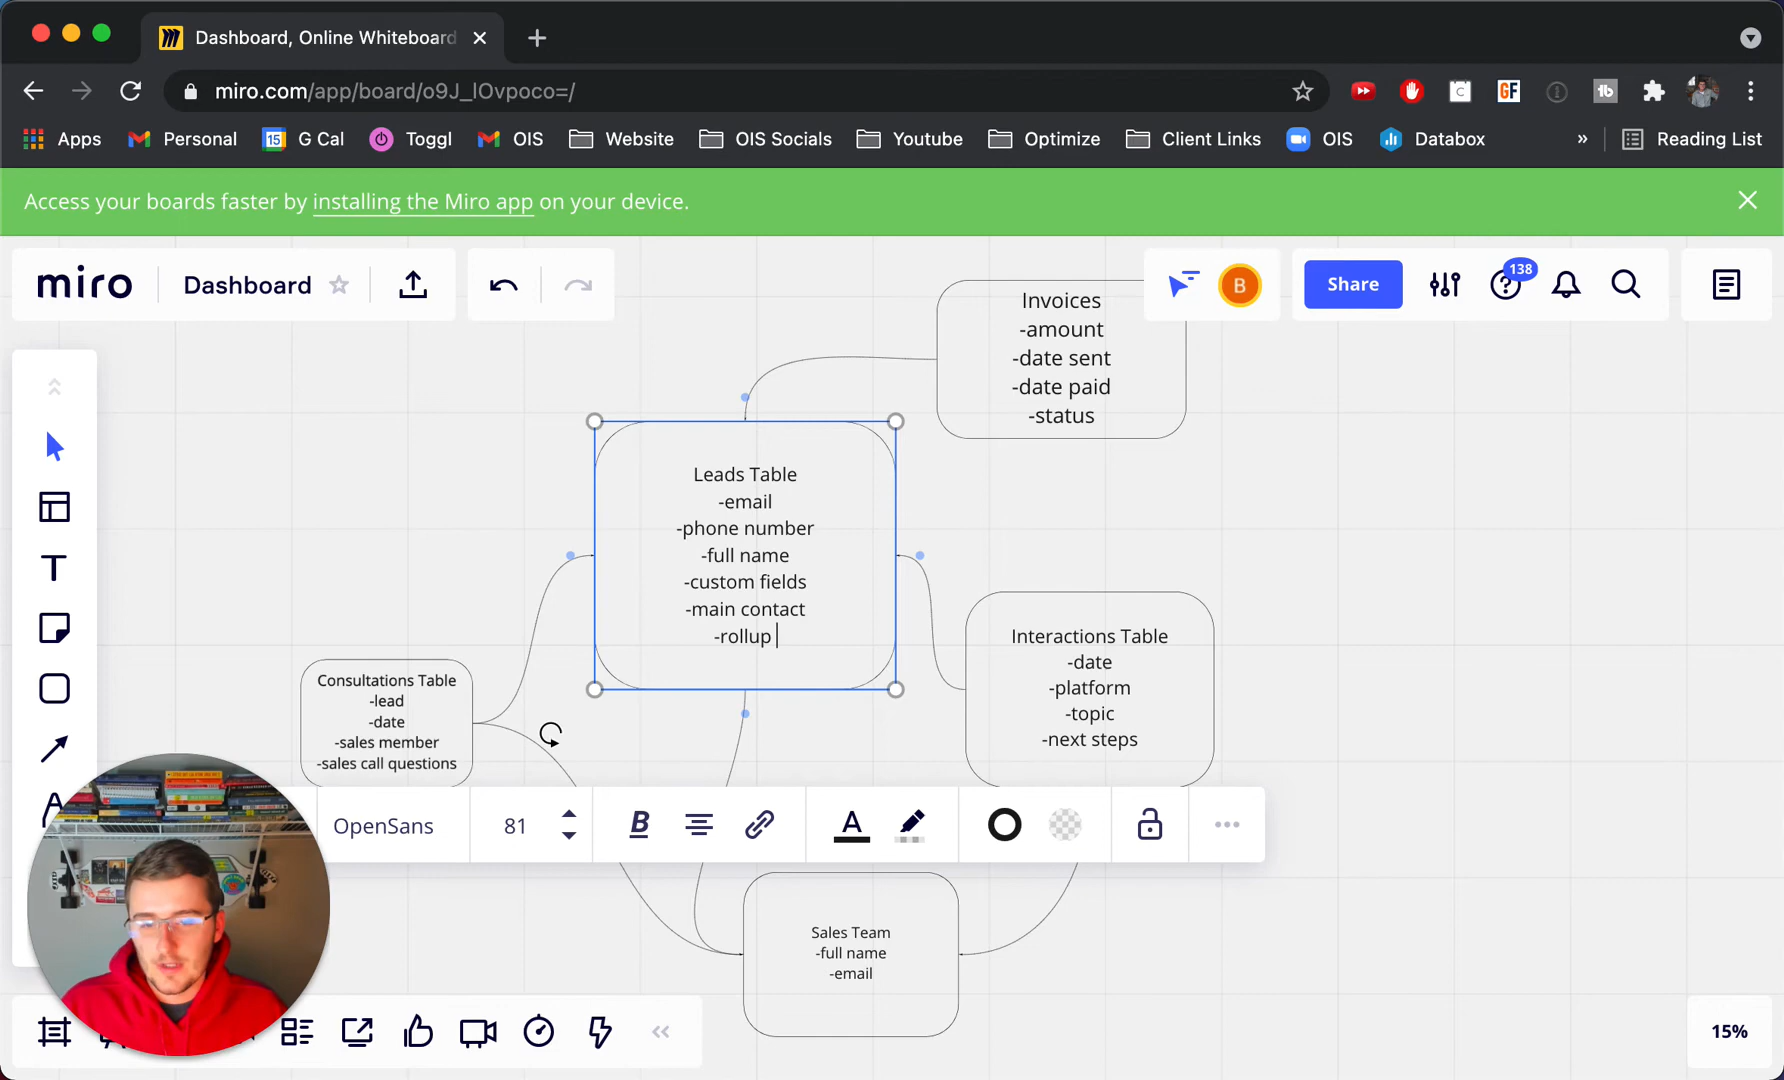 Dashboard, Online Whiteboard
miro.com/app/board/o9J_lOvpoco=/
Apps
Personal
15
G Cal
Toggl
OIS
Website
OIS Socials
Youtube
Optimize
Client Links
OIS
Databox
»
Reading List
Access your boards faster by installing the Miro app on your device.
miro
Dashboard
B
Share
138
Invoices
-amount
-date sent
-date paid
-status
Leads Table
-email
-phone number
-full name
-custom fields
-main contact
-rollup
Interactions Table
-date
-platform
-topic
-next steps
Consultations Table
-lead
-date
-sales member
-sales call questions
OpenSans
81
B
A
Sales Team
-full name
-email
15%